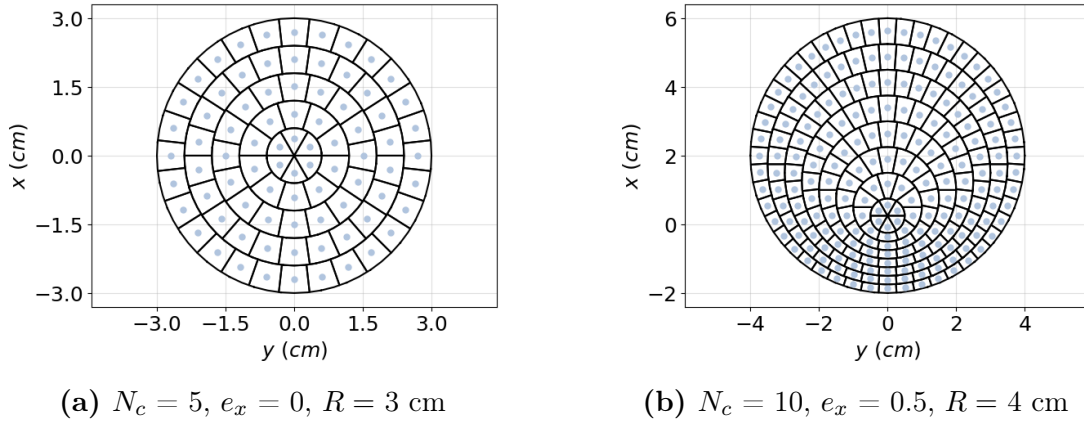 3.0
1.5
0.0
−1.5
−3.0
x (cm)
−3.0 −1.5 0.0 1.5 3.0
y (cm)
(a) N_c = 5, e_x = 0, R = 3 cm
6
4
2
0
−2
x (cm)
−4 −2 0 2 4
y (cm)
(b) N_c = 10, e_x = 0.5, R = 4 cm